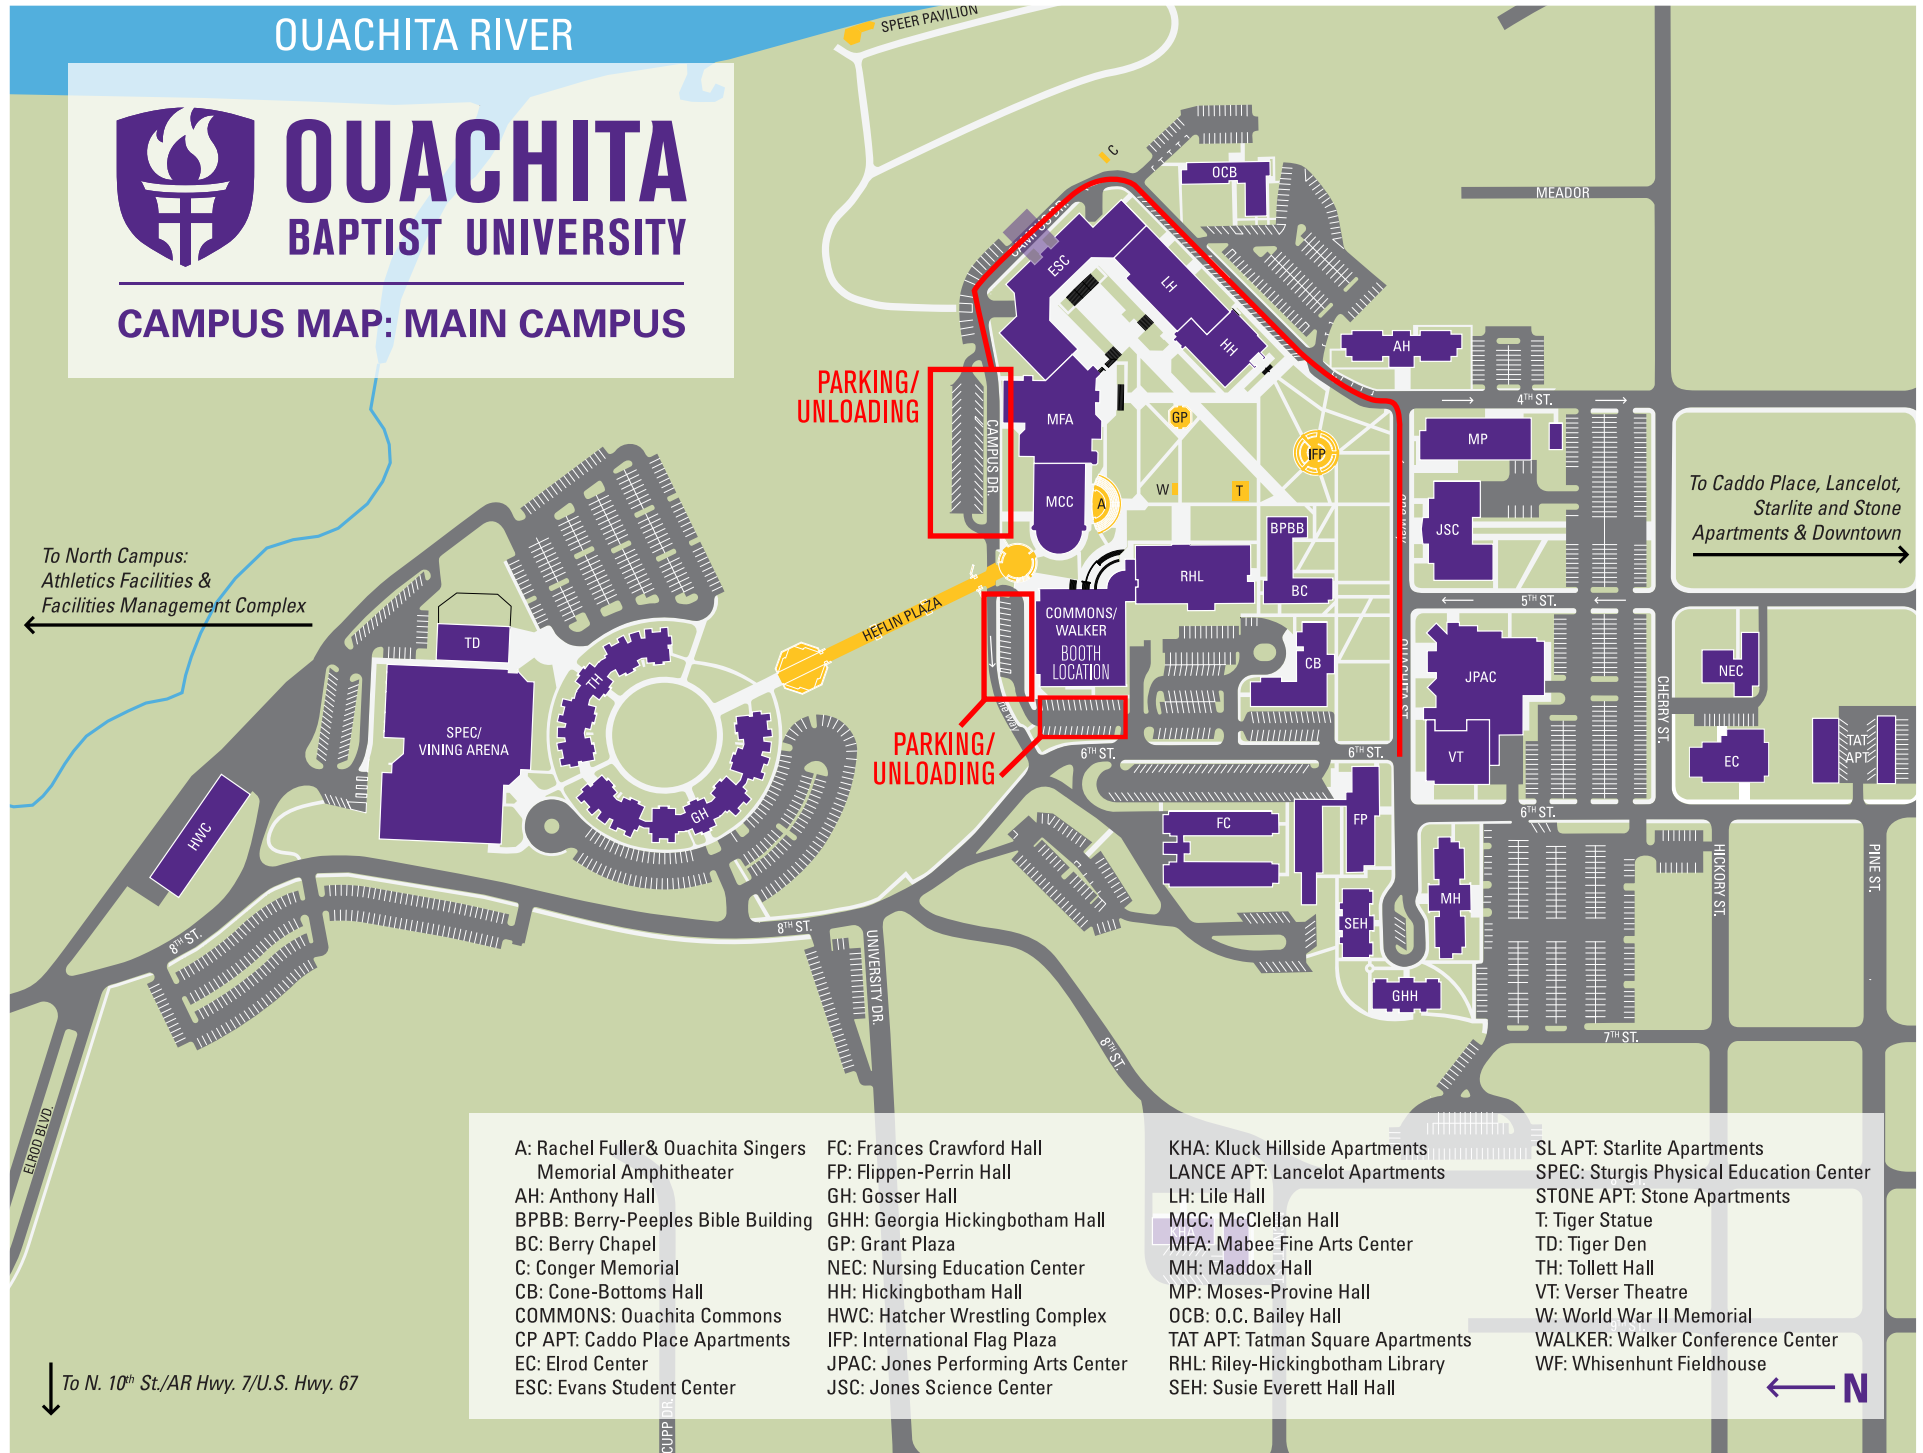 OUACHITA RIVER
SPEER PAVILION
OUACHITA
BAPTIST UNIVERSITY
CAMPUS MAP: MAIN CAMPUS
C
OCB
MEADOR
CAMPUS DR.
ESC
LH
HH
AH
PARKING/
UNLOADING
4TH ST.
MFA
GP
IFP
MP
CAMPUS DR.
MCC
A
W
T
BPBB
JSC
To Caddo Place, Lancelot,
Starlite and Stone
Apartments & Downtown
To North Campus:
Athletics Facilities &
Facilities Management Complex
RHL
BC
5TH ST.
HEFLIN PLAZA
COMMONS/
WALKER
BOOTH
LOCATION
TD
TH
CB
JPAC
NEC
OUACHITA ST.
CHERRY ST.
SPEC/
VINING ARENA
PARKING/
UNLOADING
6TH ST.
6TH ST.
VT
EC
TAT
APT
6TH ST.
GH
HWC
FC
FP
HICKORY ST.
PINE ST.
MH
SEH
8TH ST.
8TH ST.
UNIVERSITY DR.
GHH
7TH ST.
8TH ST.
ELROD BLVD.
A: Rachel Fuller& Ouachita Singers
Memorial Amphitheater
AH: Anthony Hall
BPBB: Berry-Peeples Bible Building
BC: Berry Chapel
C: Conger Memorial
CB: Cone-Bottoms Hall
COMMONS: Ouachita Commons
CP APT: Caddo Place Apartments
EC: Elrod Center
ESC: Evans Student Center
FC: Frances Crawford Hall
FP: Flippen-Perrin Hall
GH: Gosser Hall
GHH: Georgia Hickingbotham Hall
GP: Grant Plaza
NEC: Nursing Education Center
HH: Hickingbotham Hall
HWC: Hatcher Wrestling Complex
IFP: International Flag Plaza
JPAC: Jones Performing Arts Center
JSC: Jones Science Center
KHA: Kluck Hillside Apartments
LANCE APT: Lancelot Apartments
LH: Lile Hall
MCC: McClellan Hall
MFA: Mabee Fine Arts Center
MH: Maddox Hall
MP: Moses-Provine Hall
OCB: O.C. Bailey Hall
TAT APT: Tatman Square Apartments
RHL: Riley-Hickingbotham Library
SEH: Susie Everett Hall Hall
SL APT: Starlite Apartments
SPEC: Sturgis Physical Education Center
STONE APT: Stone Apartments
T: Tiger Statue
TD: Tiger Den
TH: Tollett Hall
VT: Verser Theatre
W: World War II Memorial
WALKER: Walker Conference Center
WF: Whisenhunt Fieldhouse
KHA
N
To N. 10th St./AR Hwy. 7/U.S. Hwy. 67
CUPP DR.